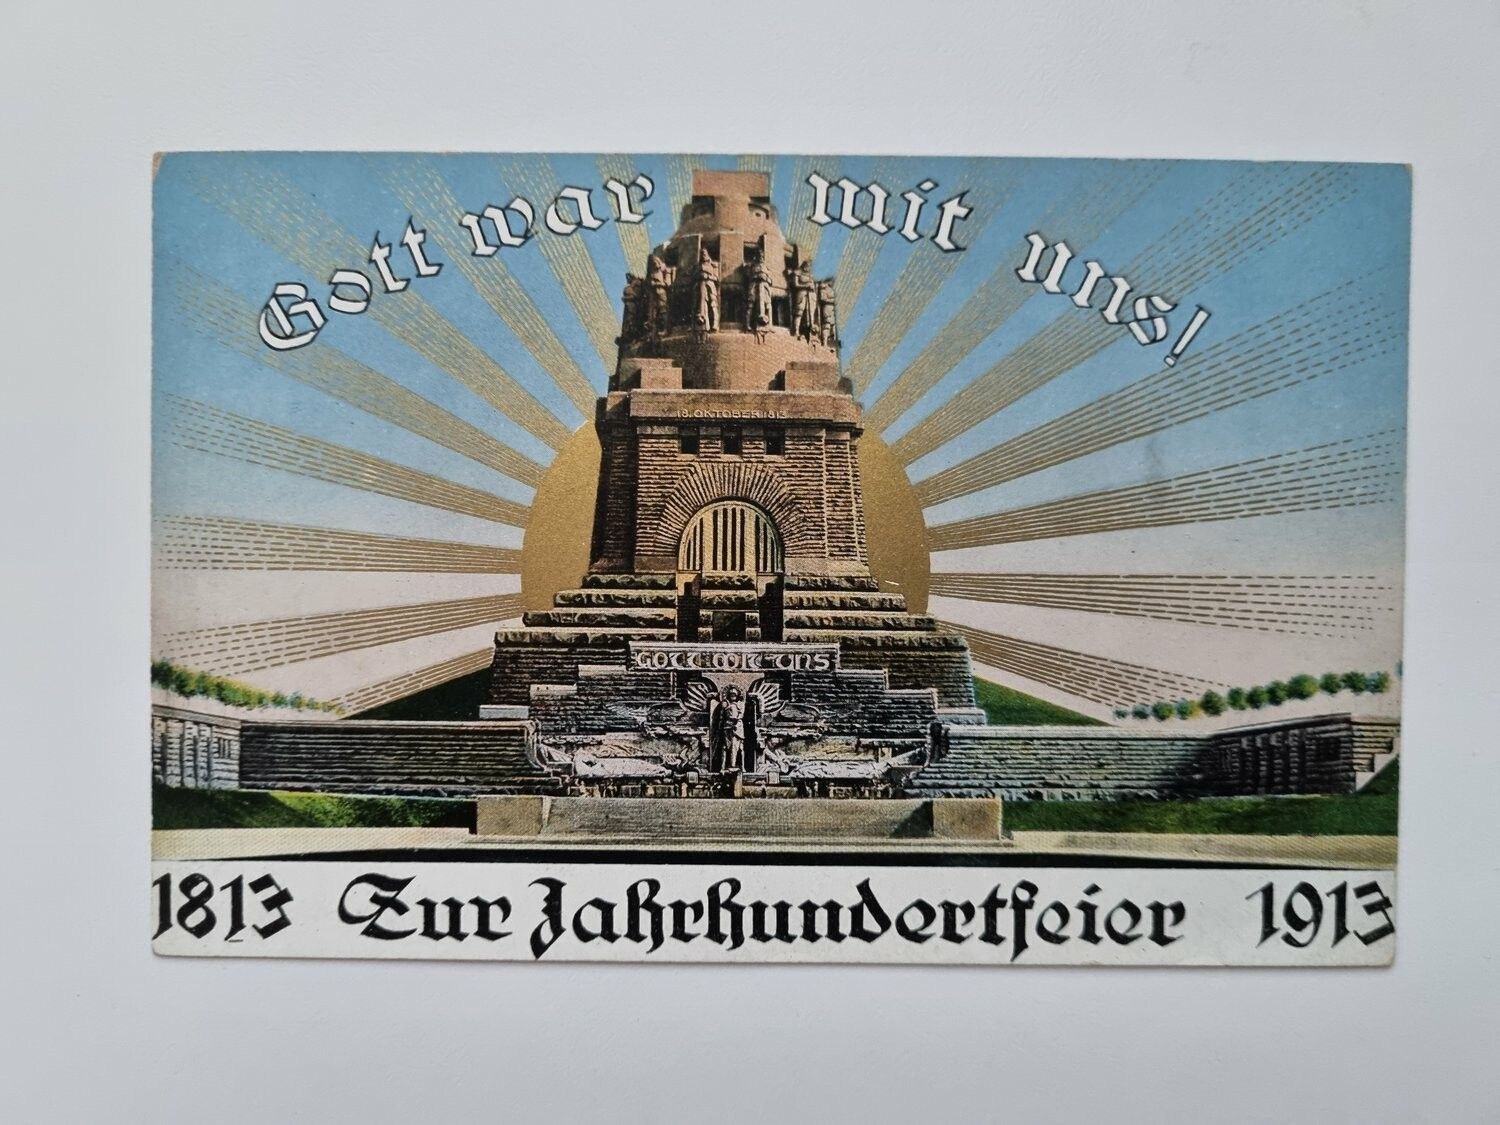 Gott war mit uns!
18. OKTOBER 1813
GOTT MIT UNS
1813 Zur Jahrhundertfeier 1913